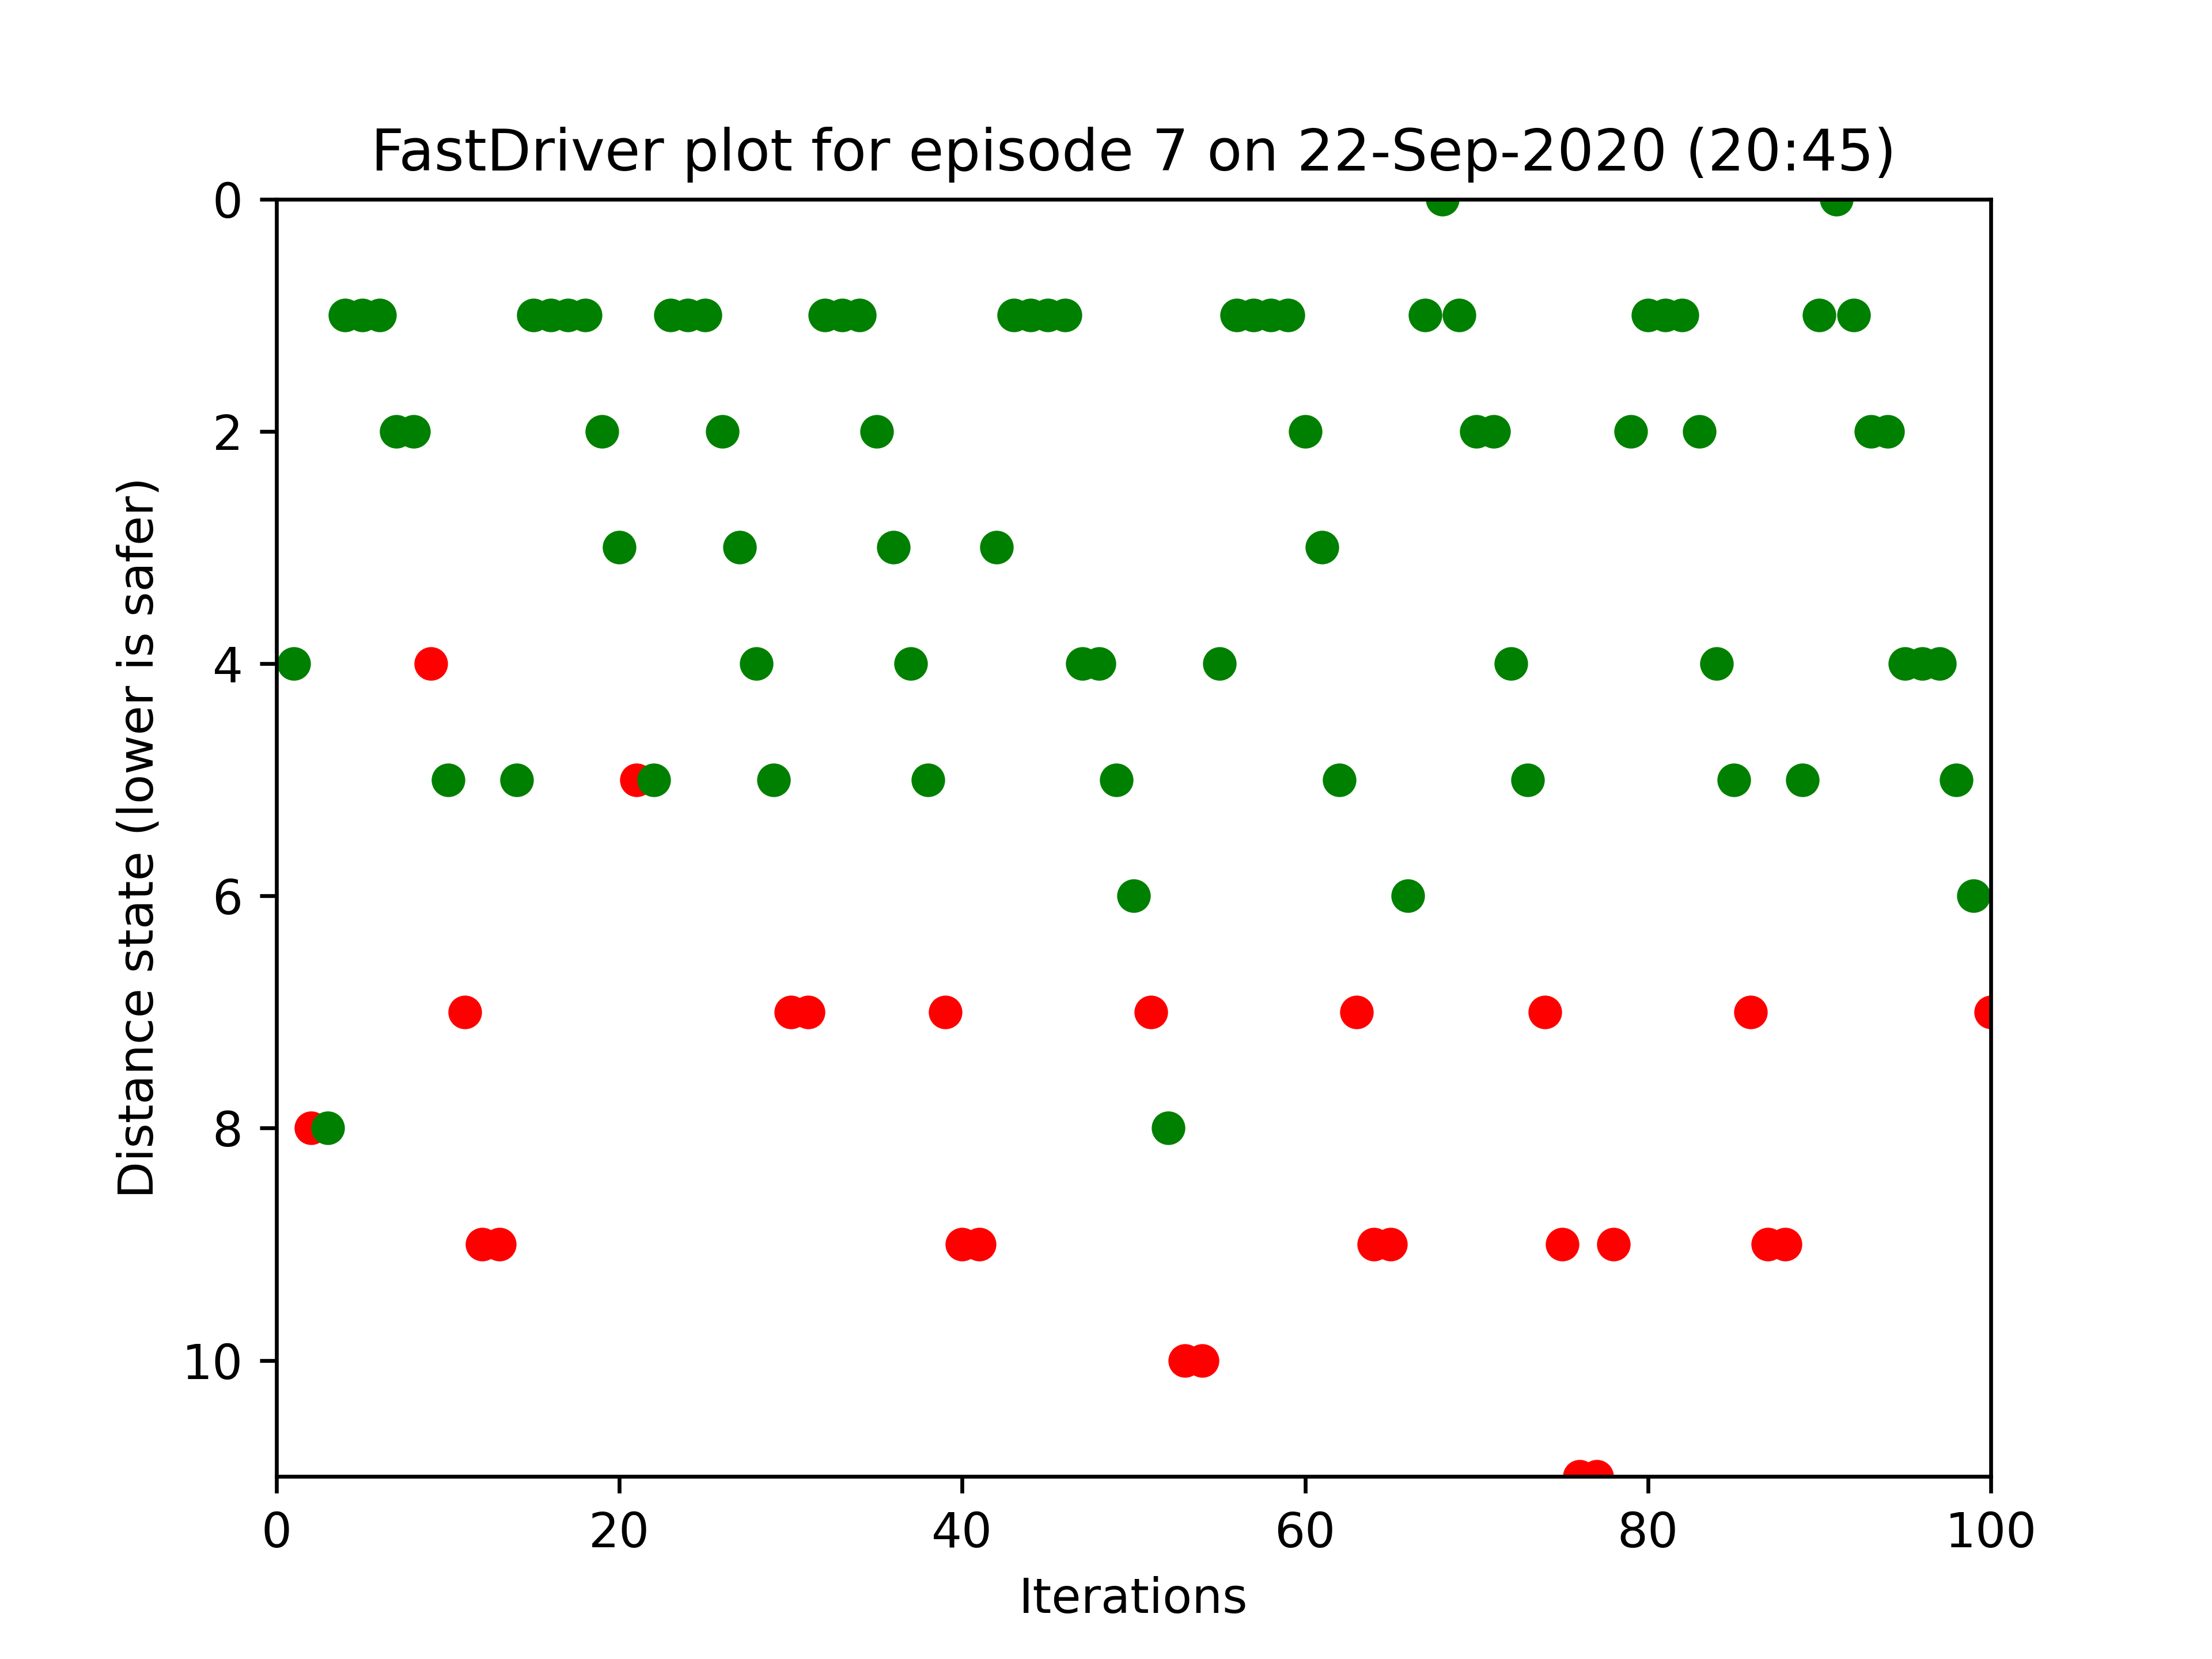 FastDriver plot for episode 7 on 22-Sep-2020 (20:45)
0
2
4
6
8
10
Distance state (lower is safer)
0 20 40 60 80 100
Iterations